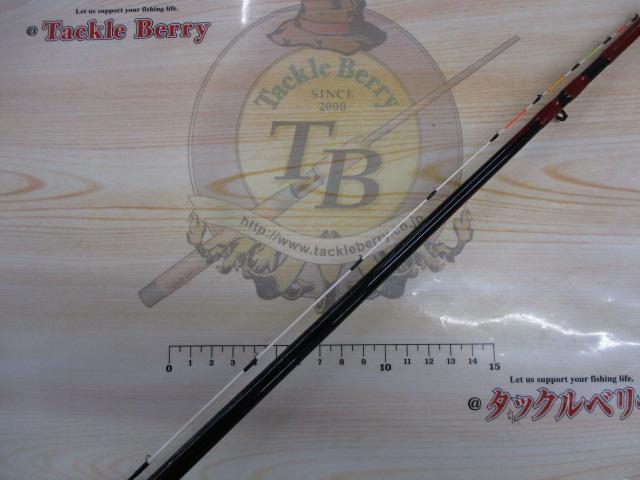 Let us support your fishing life.
@ Tackle Berry
Tackle Berry
SINCE
2000
TB
http://www.tackleberry.co.jp
0 1 2 3 4 7 8 9 10 11 12 13 14 15
Let us support your fishing life.
@ タックルベリー